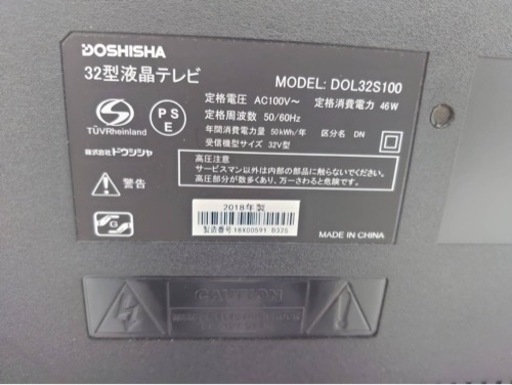 DOSHISHA
32型液晶テレビ
MODEL: DOL32S100
定格電圧 AC100V～ 定格消費電力 46W
定格周波数 50/60Hz
年間消費電力量 50kWh/年 区分名 DN
受信機型サイズ 32V型
TÜVRheinland
PS
E
株式会社ドウシシャ
高圧注意
サービスマン以外は内部の部品に触らないでください。
高圧部分が数多くあり、万一さわると危険です。
警告
G
2018年製
製造番号 18X00591 B325
MADE IN CHINA
CAUTION